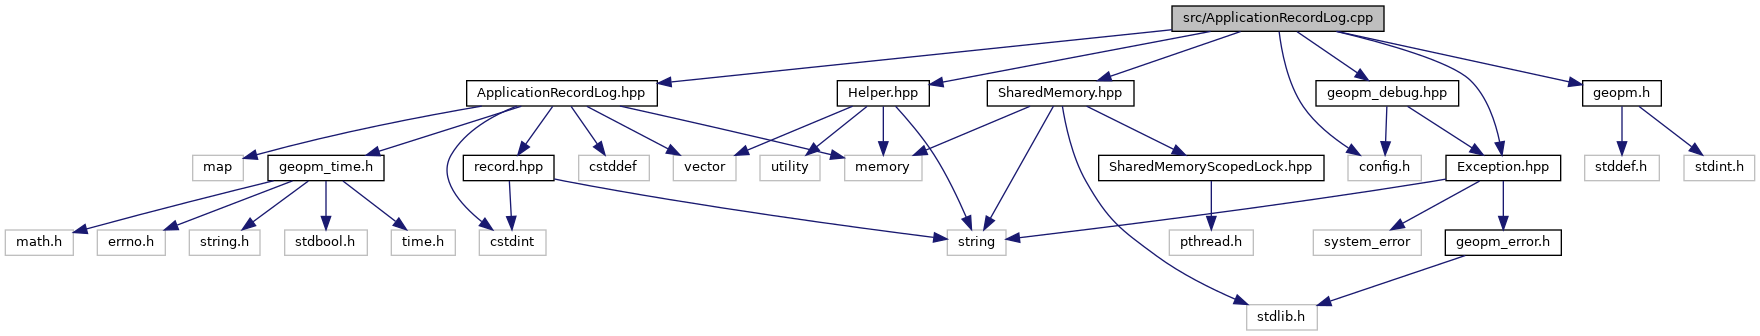 src/ApplicationRecordLog.cpp
ApplicationRecordLog.hpp
Helper.hpp
SharedMemory.hpp
geopm_debug.hpp
geopm.h
map
geopm_time.h
record.hpp
cstddef
vector
utility
memory
SharedMemoryScopedLock.hpp
config.h
Exception.hpp
stddef.h
stdint.h
math.h
errno.h
string.h
stdbool.h
time.h
cstdint
string
pthread.h
system_error
geopm_error.h
stdlib.h